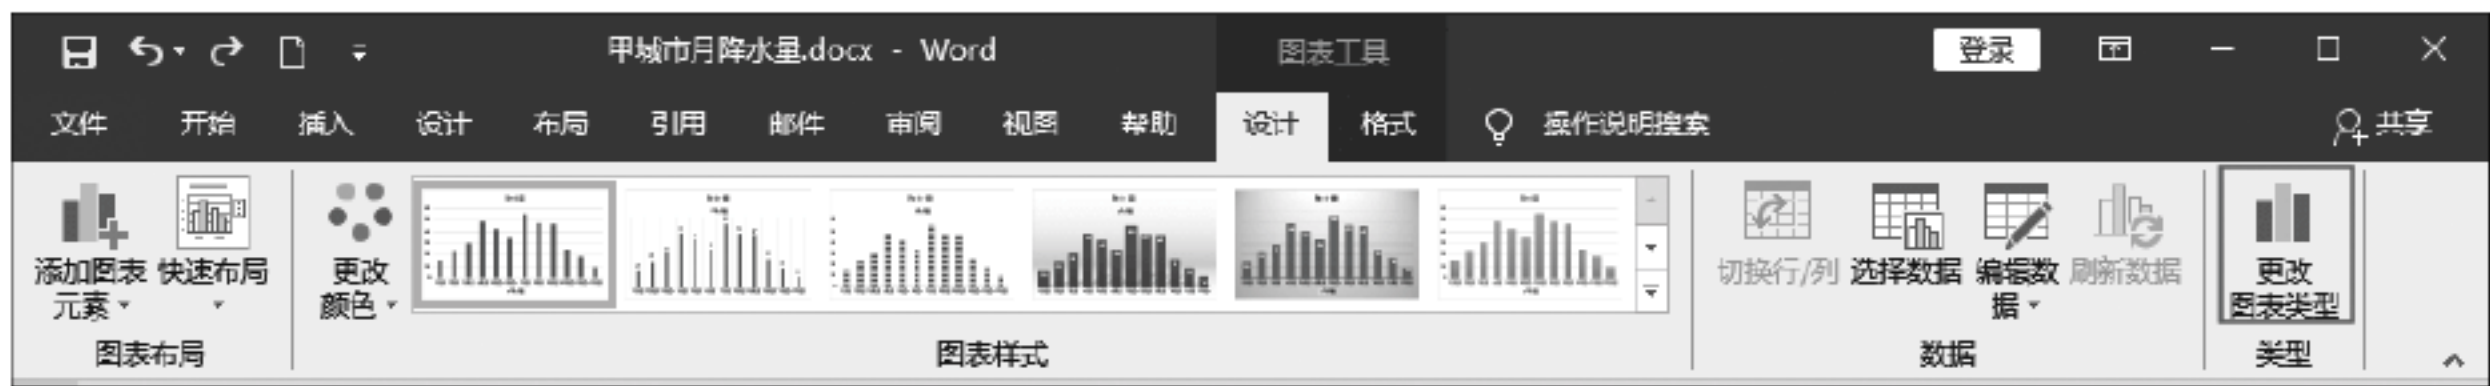 甲城市月降水量.docx - Word
图表工具
登录
文件 开始 插入 设计 布局 引用 邮件 审阅 视图 帮助 设计 格式 操作说明搜索 共享
添加图表
元素
快速布局
更改
颜色
切换行/列
选择数据
编辑数
据
刷新数据
更改
图表类型
图表布局
图表样式
数据
类型